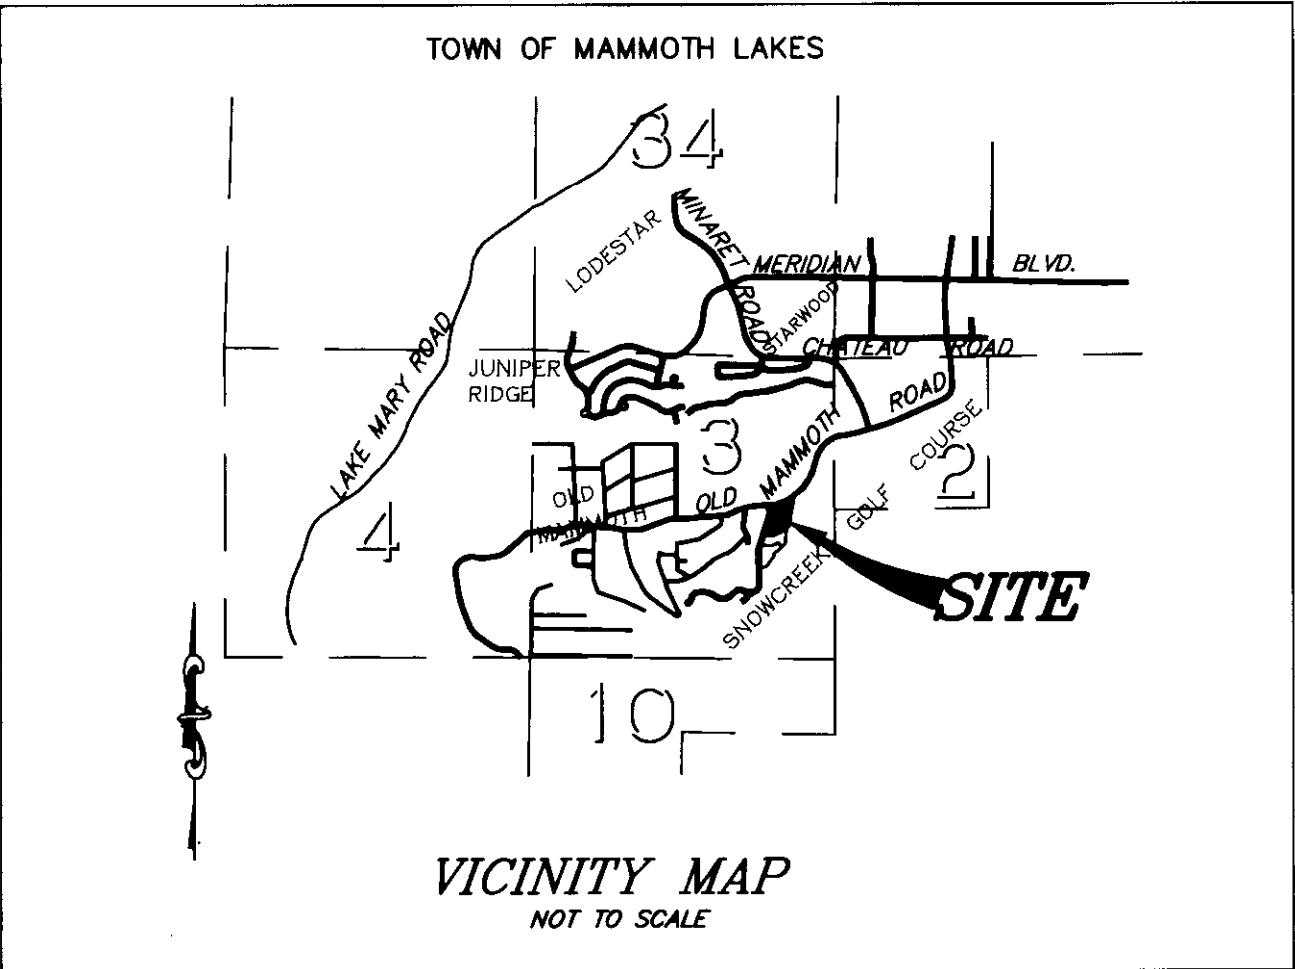 TOWN OF MAMMOTH LAKES
34
LODESTAR
MINARET ROAD
MERIDIAN BLVD.
STARWOOD
LAKE MARY ROAD
CHATEAU ROAD
JUNIPER
RIDGE
OLD MAMMOTH ROAD
3
SNOWCREEK GOLF COURSE
2
OLD
MAMMOTH
4
SITE
10
VICINITY MAP
NOT TO SCALE